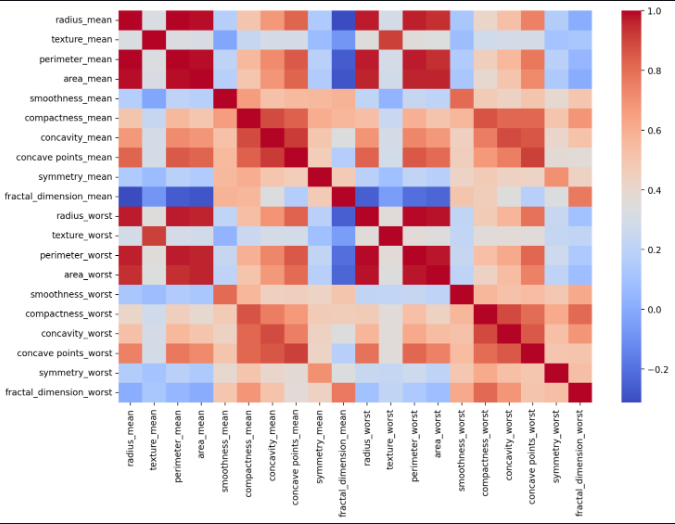 radius_mean
texture_mean
perimeter_mean
area_mean
smoothness_mean
compactness_mean
concavity_mean
concave points_mean
symmetry_mean
fractal_dimension_mean
radius_worst
texture_worst
perimeter_worst
area_worst
smoothness_worst
compactness_worst
concavity_worst
concave points_worst
symmetry_worst
fractal_dimension_worst
radius_mean
texture_mean
perimeter_mean
area_mean
smoothness_mean
compactness_mean
concavity_mean
concave points_mean
symmetry_mean
fractal_dimension_mean
radius_worst
texture_worst
perimeter_worst
area_worst
smoothness_worst
compactness_worst
concavity_worst
concave points_worst
symmetry_worst
fractal_dimension_worst
1.0
0.8
0.6
0.4
0.2
0.0
−0.2